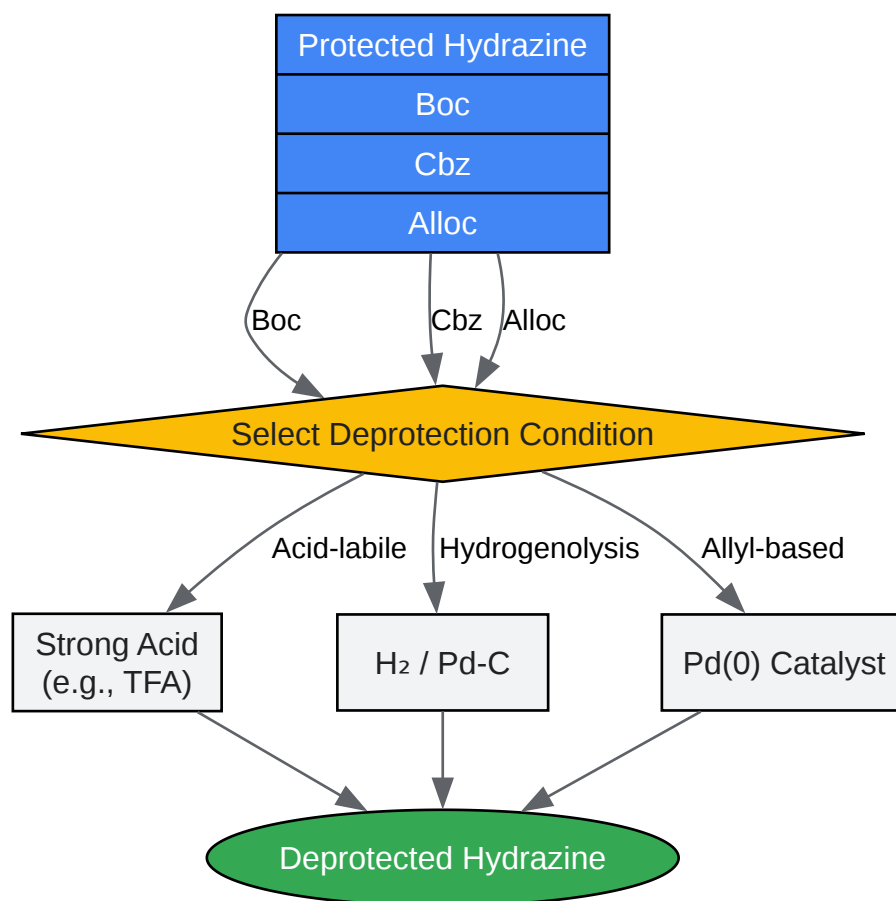 Protected Hydrazine
Boc
Cbz
Alloc
Boc
Cbz
Alloc
Select Deprotection Condition
Acid-labile
Hydrogenolysis
Allyl-based
Strong Acid
(e.g., TFA)
H₂ / Pd-C
Pd(0) Catalyst
Deprotected Hydrazine